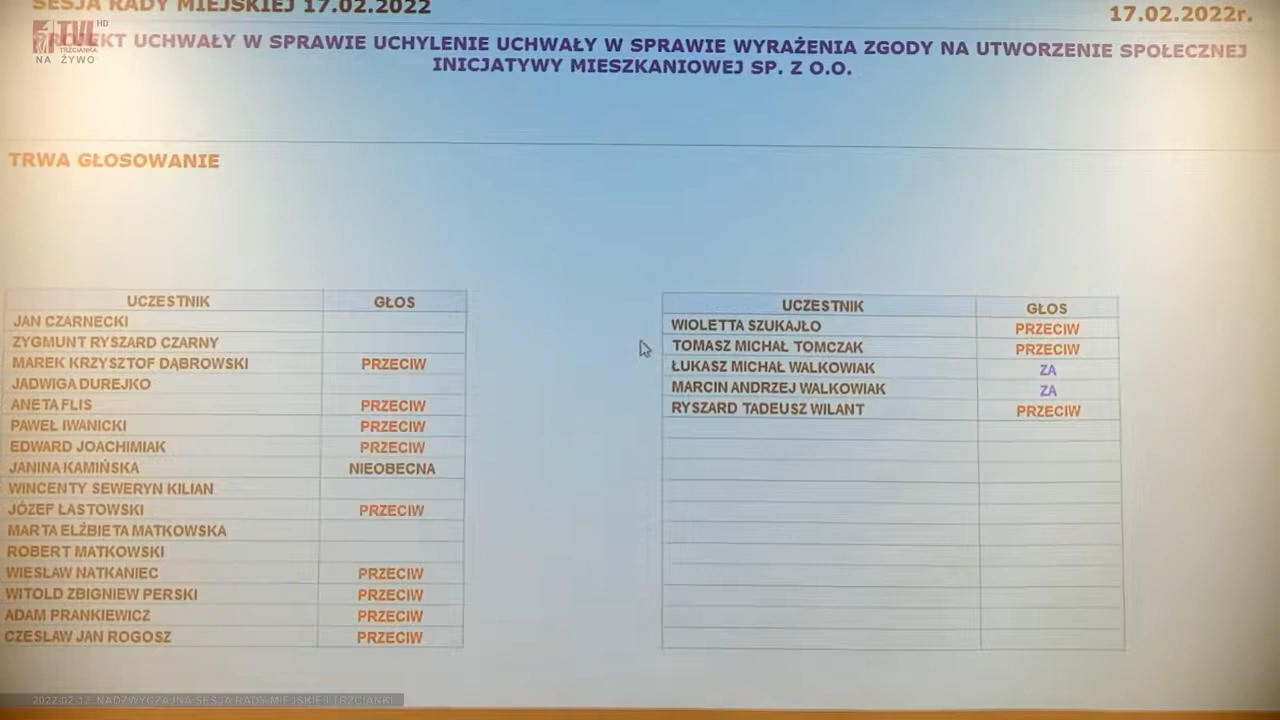 SESJA RADY MIEJSKIEJ 17.02.2022
17.02.2022r.
TVL HD
TRZCIANKA
NA ŻYWO
PROJEKT UCHWAŁY W SPRAWIE UCHYLENIE UCHWAŁY W SPRAWIE WYRAŻENIA ZGODY NA UTWORZENIE SPOŁECZNEJ
INICJATYWY MIESZKANIOWEJ SP. Z O.O.
TRWA GŁOSOWANIE
UCZESTNIK GŁOS
JAN CZARNECKI
ZYGMUNT RYSZARD CZARNY
MAREK KRZYSZTOF DĄBROWSKI PRZECIW
JADWIGA DUREJKO
ANETA FLIS PRZECIW
PAWEŁ IWANICKI PRZECIW
EDWARD JOACHIMIAK PRZECIW
JANINA KAMIŃSKA NIEOBECNA
WINCENTY SEWERYN KILIAN
JÓZEF ŁASTOWSKI PRZECIW
MARTA ELŻBIETA MATKOWSKA
ROBERT MATKOWSKI
WIESŁAW NATKANIEC PRZECIW
WITOLD ZBIGNIEW PERSKI PRZECIW
ADAM PRANKIEWICZ PRZECIW
CZESŁAW JAN ROGOSZ PRZECIW
UCZESTNIK GŁOS
WIOLETTA SZUKAJŁO PRZECIW
TOMASZ MICHAŁ TOMCZAK PRZECIW
ŁUKASZ MICHAŁ WALKOWIAK ZA
MARCIN ANDRZEJ WALKOWIAK ZA
RYSZARD TADEUSZ WILANT PRZECIW
2022-02-17 NADZWYCZAJNA SESJA RADY MIEJSKIEJ TRZCIANKI